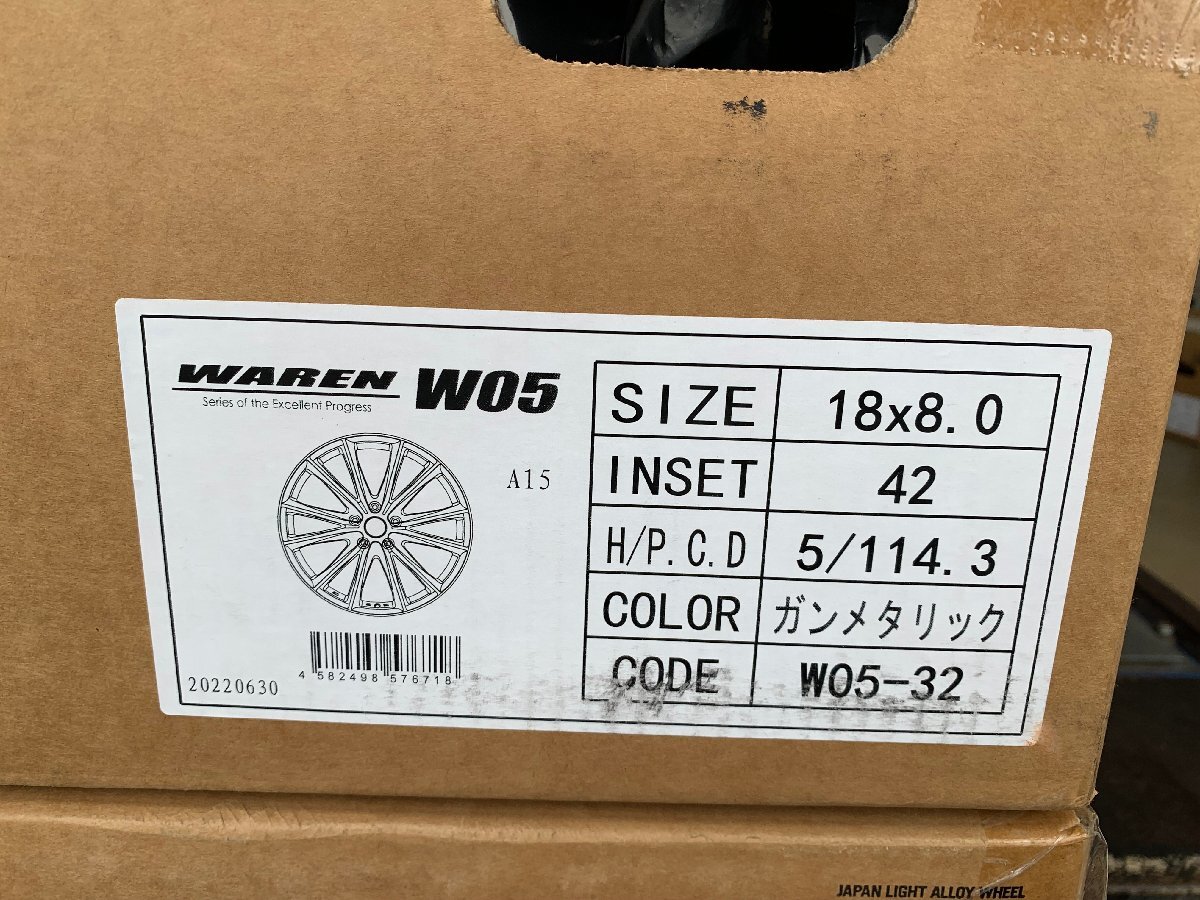 WAREN W05
Series of the Excellent Progress
A15
4 582498 576718
20220630
SIZE 18x8.0
INSET 42
H/P.C.D 5/114.3
COLOR ガンメタリック
CODE W05-32
JAPAN LIGHT ALLOY WHEEL